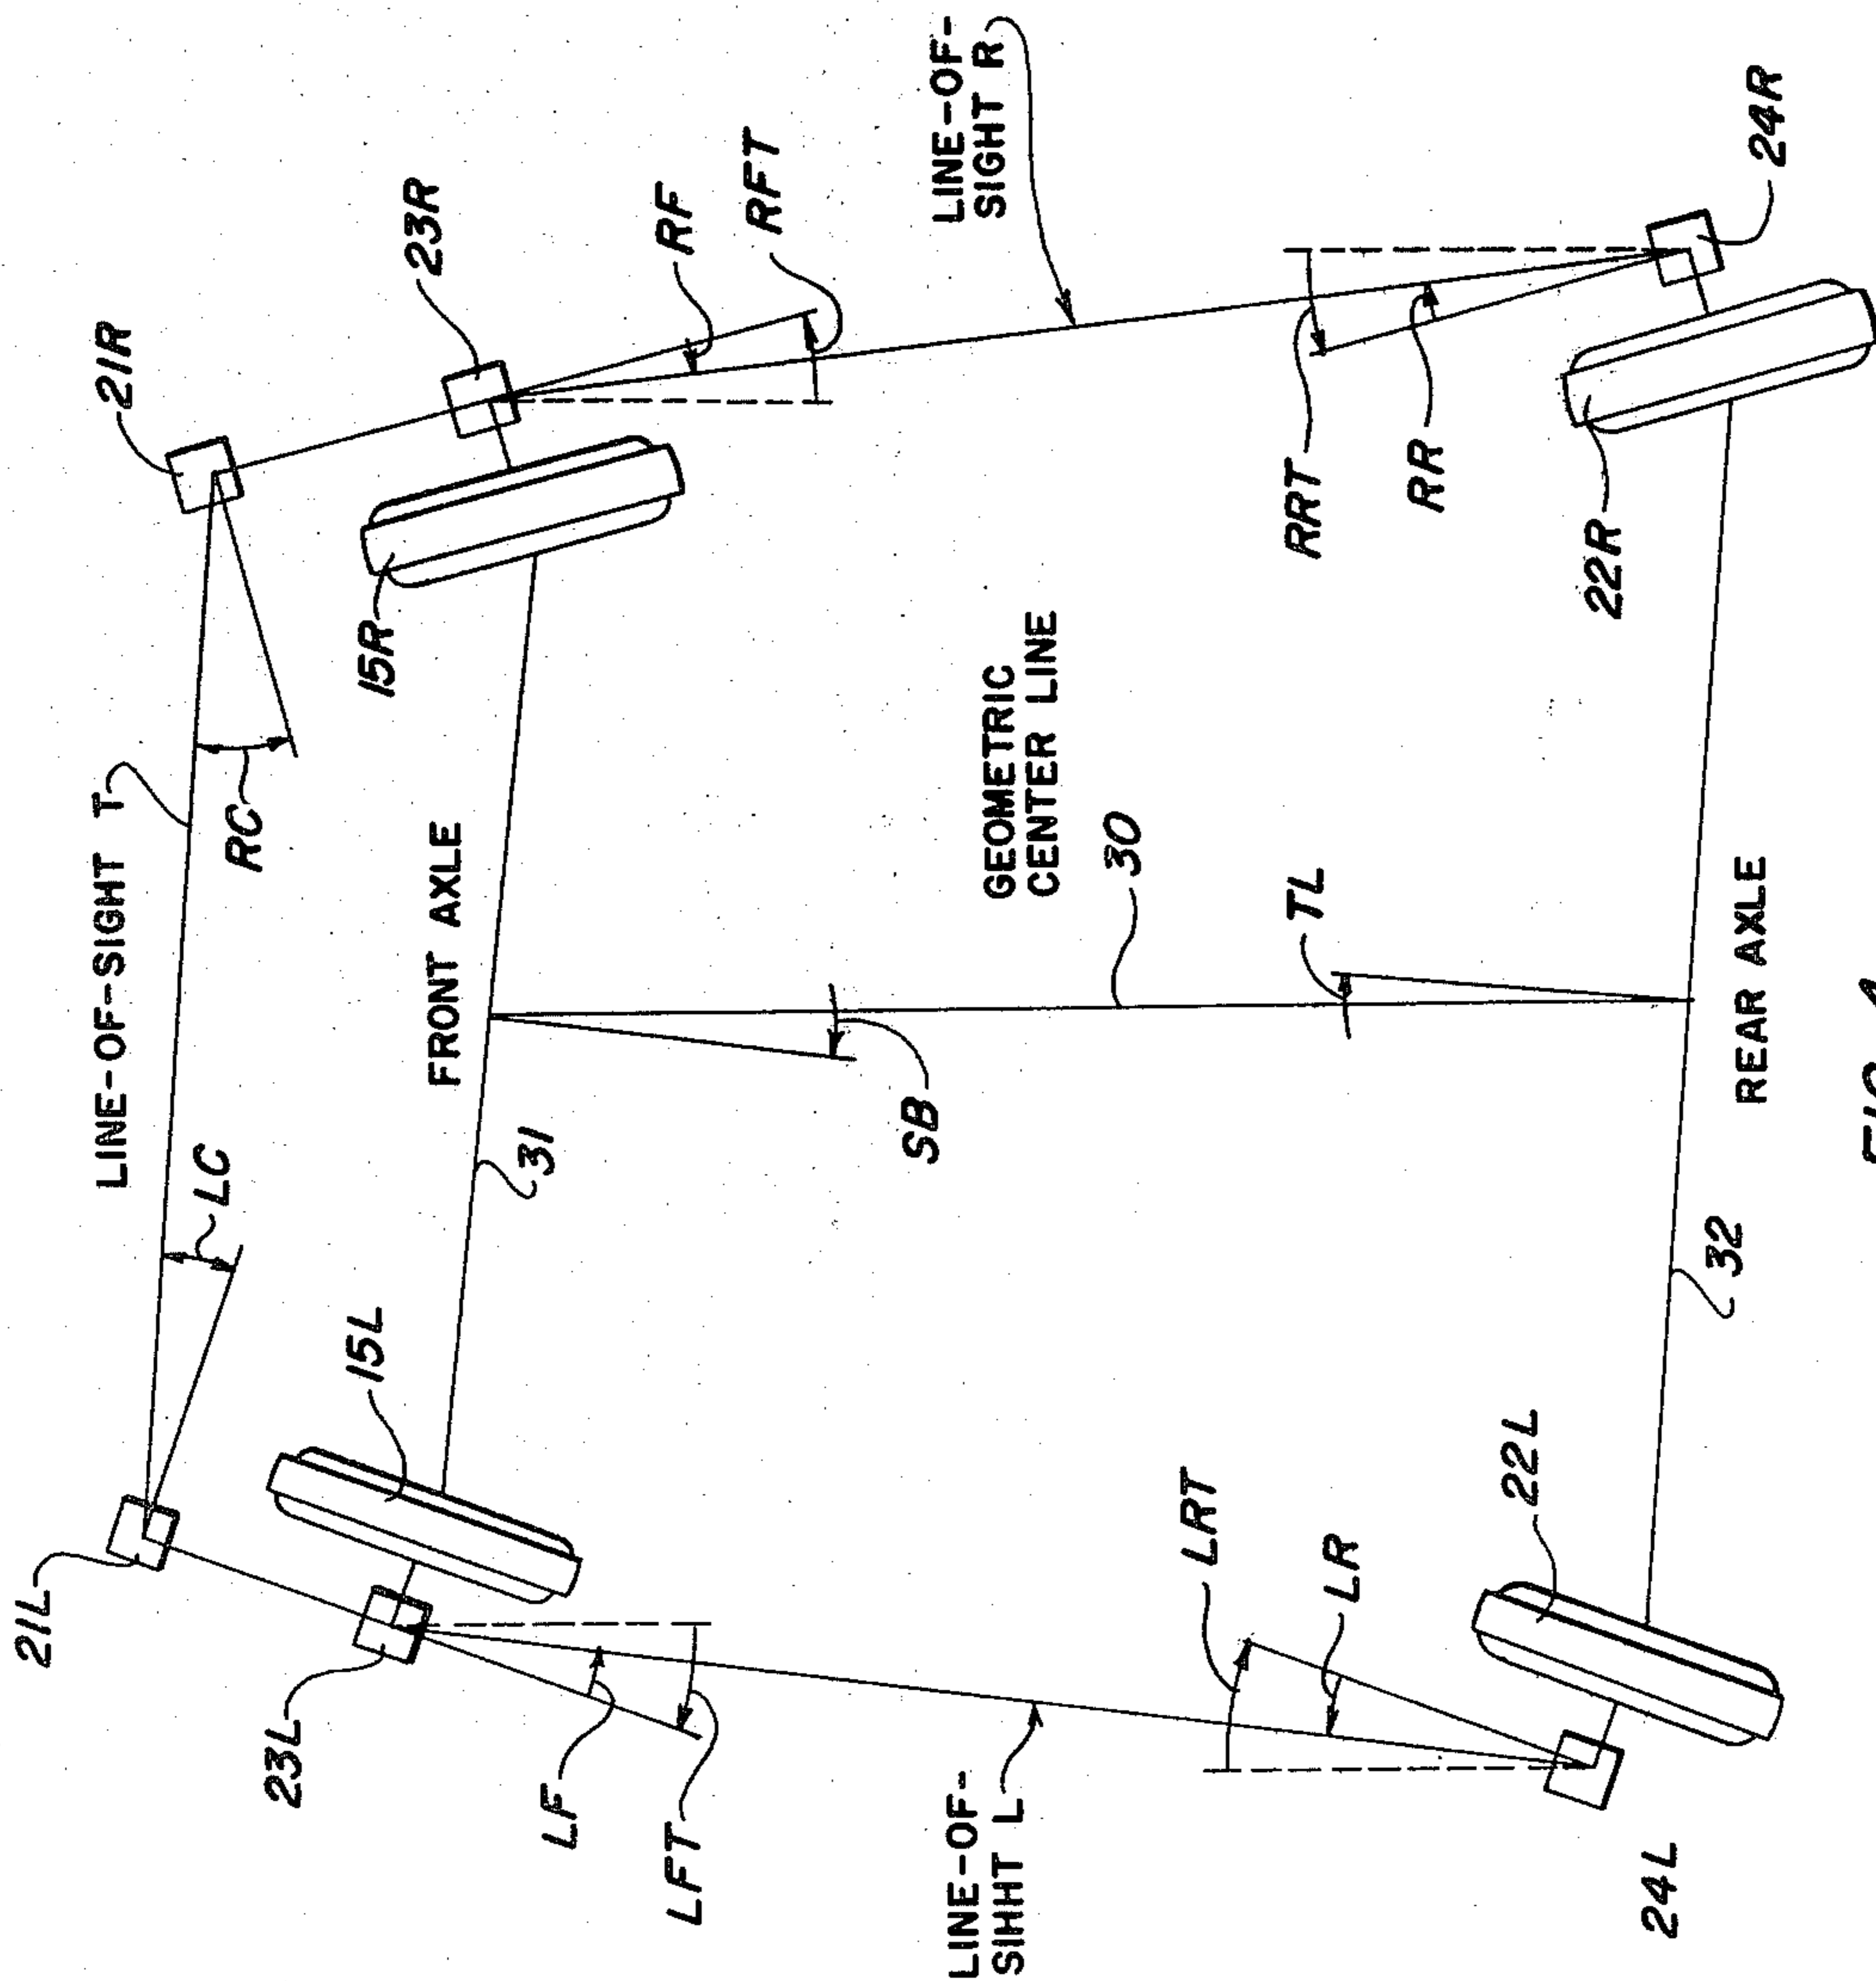 21L
21R
LINE-OF-SIGHT T
LC
RC
23L
15L
15R
23R
FRONT AXLE
31
LF
LFT
RF
RFT
SB
LINE-OF-
SIHHT L
GEOMETRIC
CENTER LINE
30
LINE-OF-
SIGHT R
LRT
LR
TL
RRT
RR
22L
22R
24L
24R
32
REAR AXLE
FIG. 4